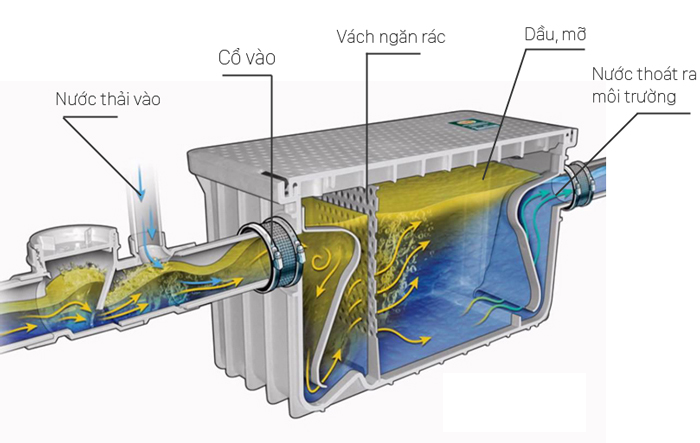 Dầu, mỡ
Vách ngăn rác
Cổ vào
Nước thoát ra
môi trường
Nước thải vào